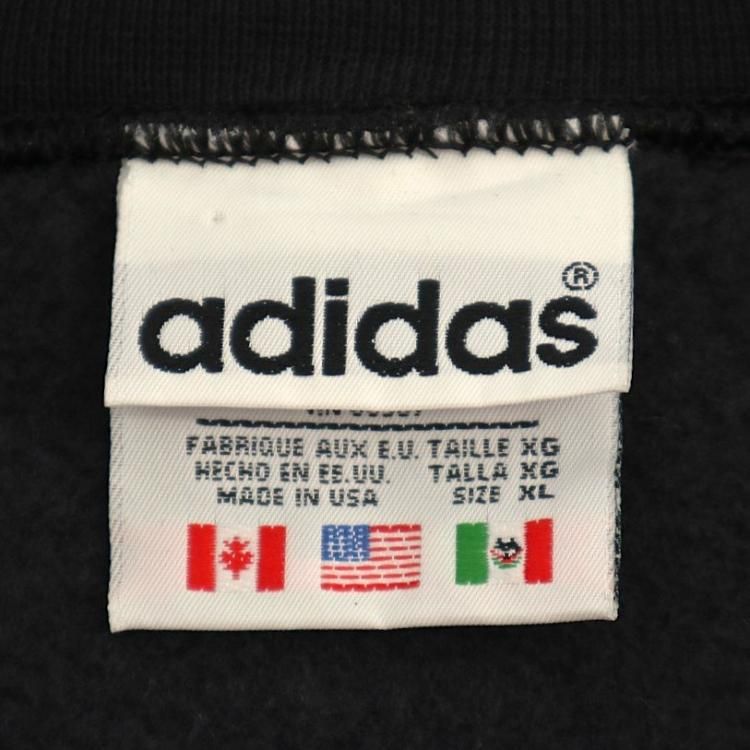 adidas®
FABRIQUE AUX E.U. TAILLE XG
HECHO EN EE.UU. TALLA XG
MADE IN USA SIZE XL